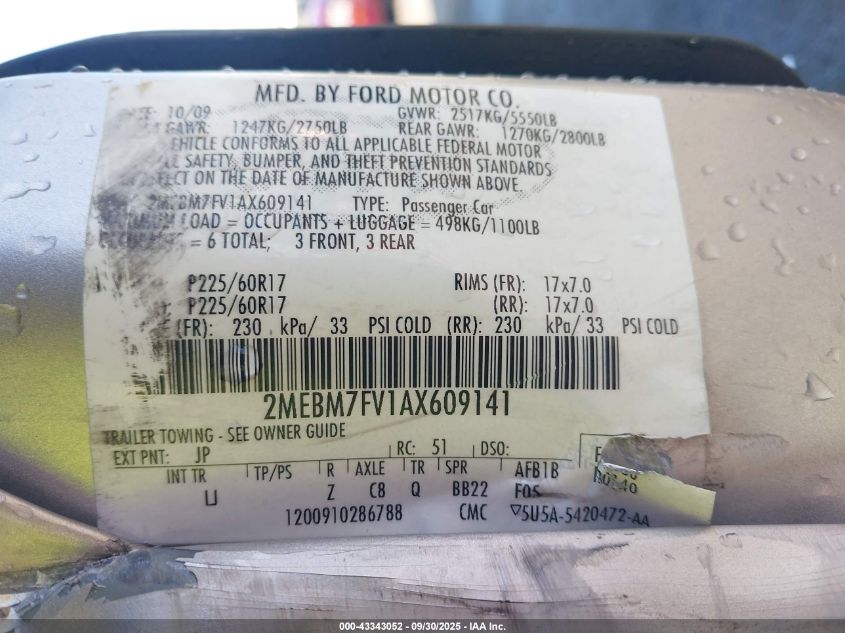 MFD. BY FORD MOTOR CO.
10/09 GVWR: 2517KG/5550LB
GAWR: 1247KG/2750LB REAR GAWR: 1270KG/2800LB
VEHICLE CONFORMS TO ALL APPLICABLE FEDERAL MOTOR
SAFETY, BUMPER, AND THEFT PREVENTION STANDARDS
ON THE DATE OF MANUFACTURE SHOWN ABOVE
2MEBM7FV1AX609141 TYPE: Passenger Car
LOAD = OCCUPANTS + LUGGAGE = 498KG/1100LB
= 6 TOTAL; 3 FRONT, 3 REAR
P225/60R17 RIMS (FR): 17x7.0
P225/60R17 (RR): 17x7.0
(FR): 230 kPa/ 33 PSI COLD (RR): 230 kPa/ 33 PSI COLD
2MEBM7FV1AX609141
TRAILER TOWING - SEE OWNER GUIDE
EXT PNT: JP RC: 51 DSO:
INT TR TP/PS R AXLE TR SPR AFB1B
U Z C8 Q BB22
1200910286788 CMC ▽5U5A-5420472-AA
000-43343052 - 09/30/2025 - IAA Inc.